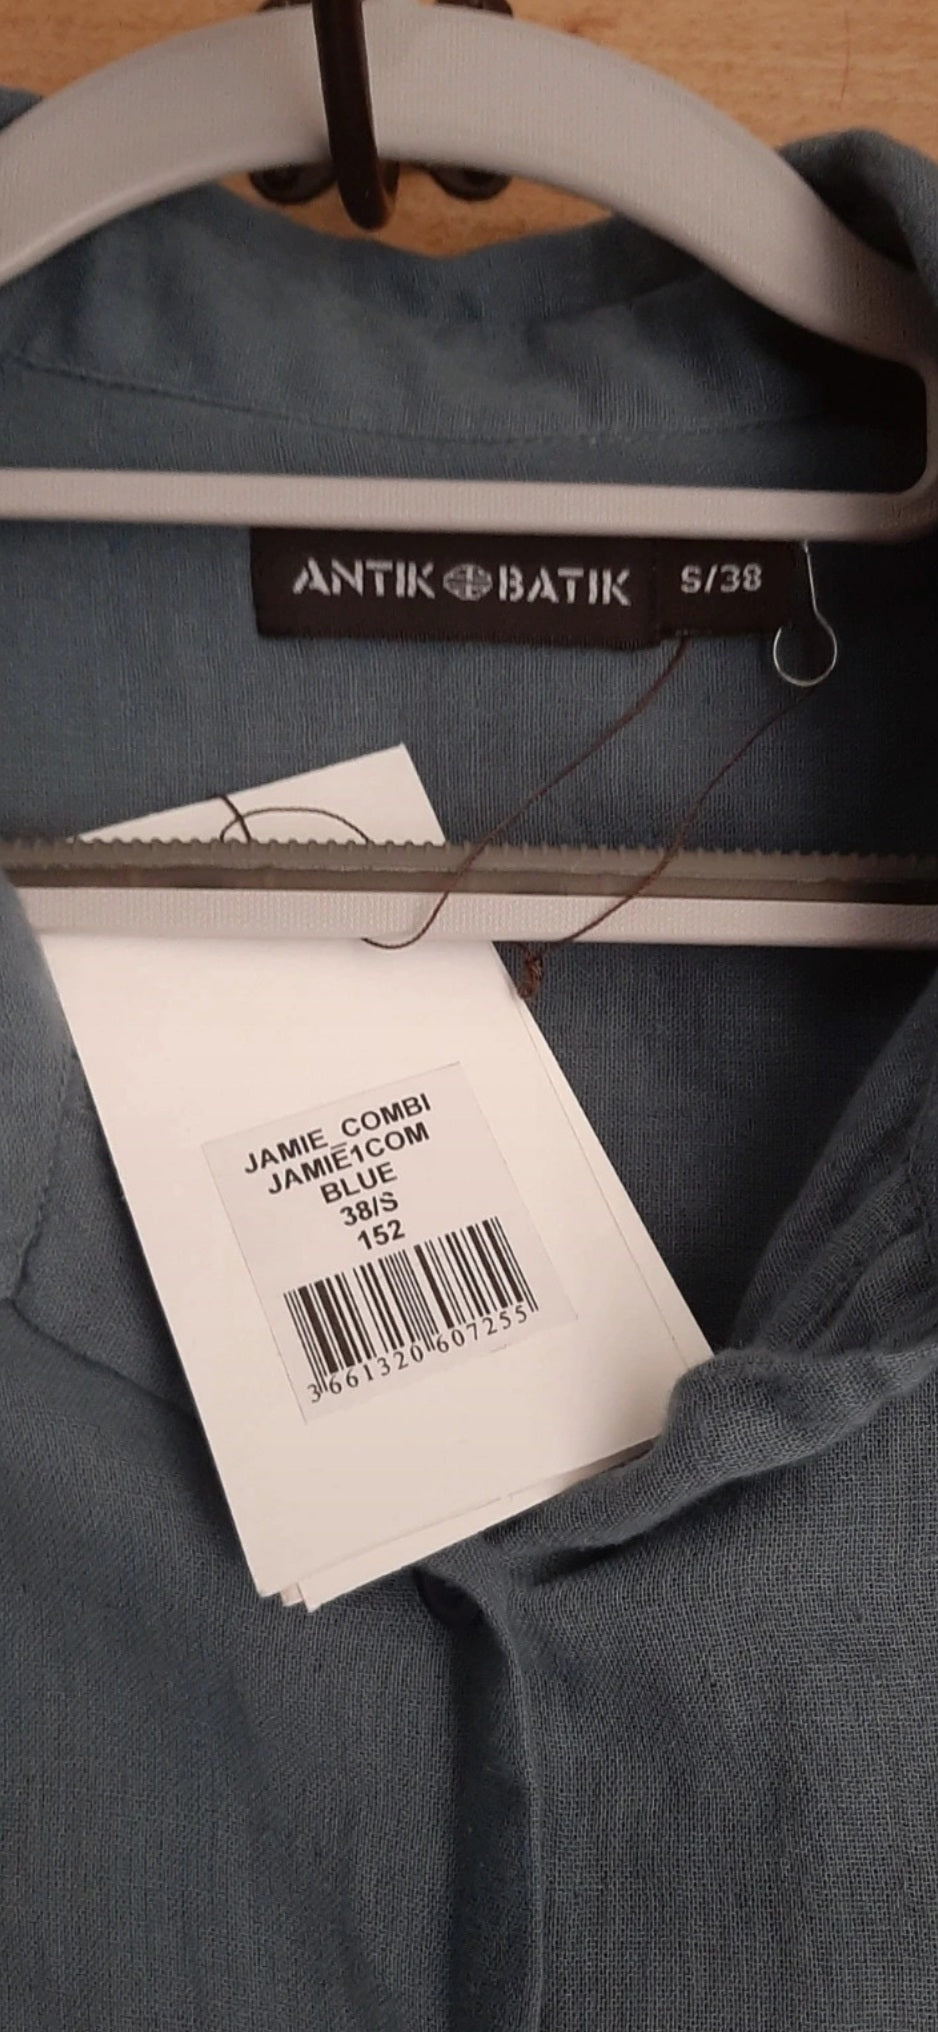 ANTIK BATIK S/38
JAMIE_COMBI
JAMIE1COM
BLUE
38/S
152
3661320607255